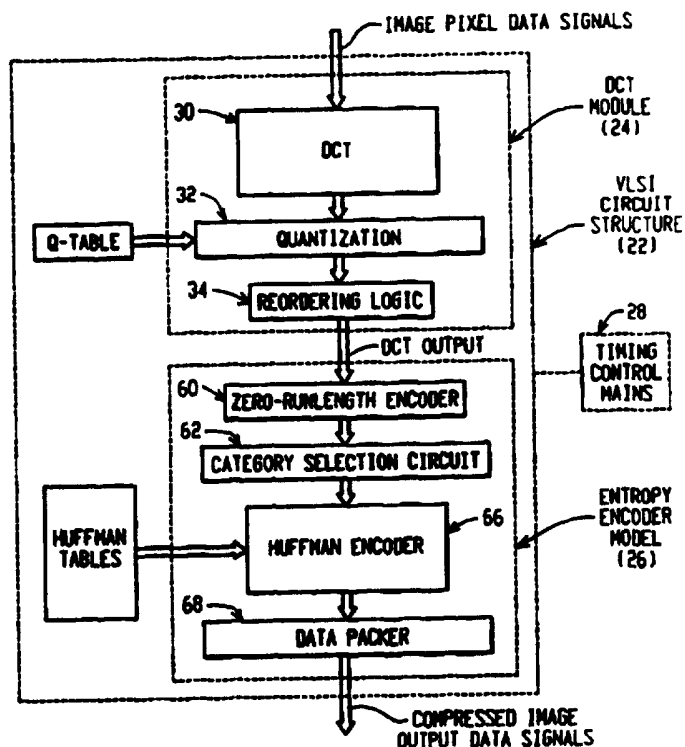 IMAGE PIXEL DATA SIGNALS
DCT
MODULE
(24)
30
DCT
VLSI
CIRCUIT
STRUCTURE
(22)
32
Q-TABLE
QUANTIZATION
34
REORDERING LOGIC
28
TIMING
CONTROL
MAINS
DCT OUTPUT
60
ZERO-RUNLENGTH ENCODER
62
CATEGORY SELECTION CIRCUIT
66
HUFFMAN
TABLES
HUFFMAN ENCODER
ENTROPY
ENCODER
MODEL
(26)
68
DATA PACKER
COMPRESSED IMAGE
OUTPUT DATA SIGNALS